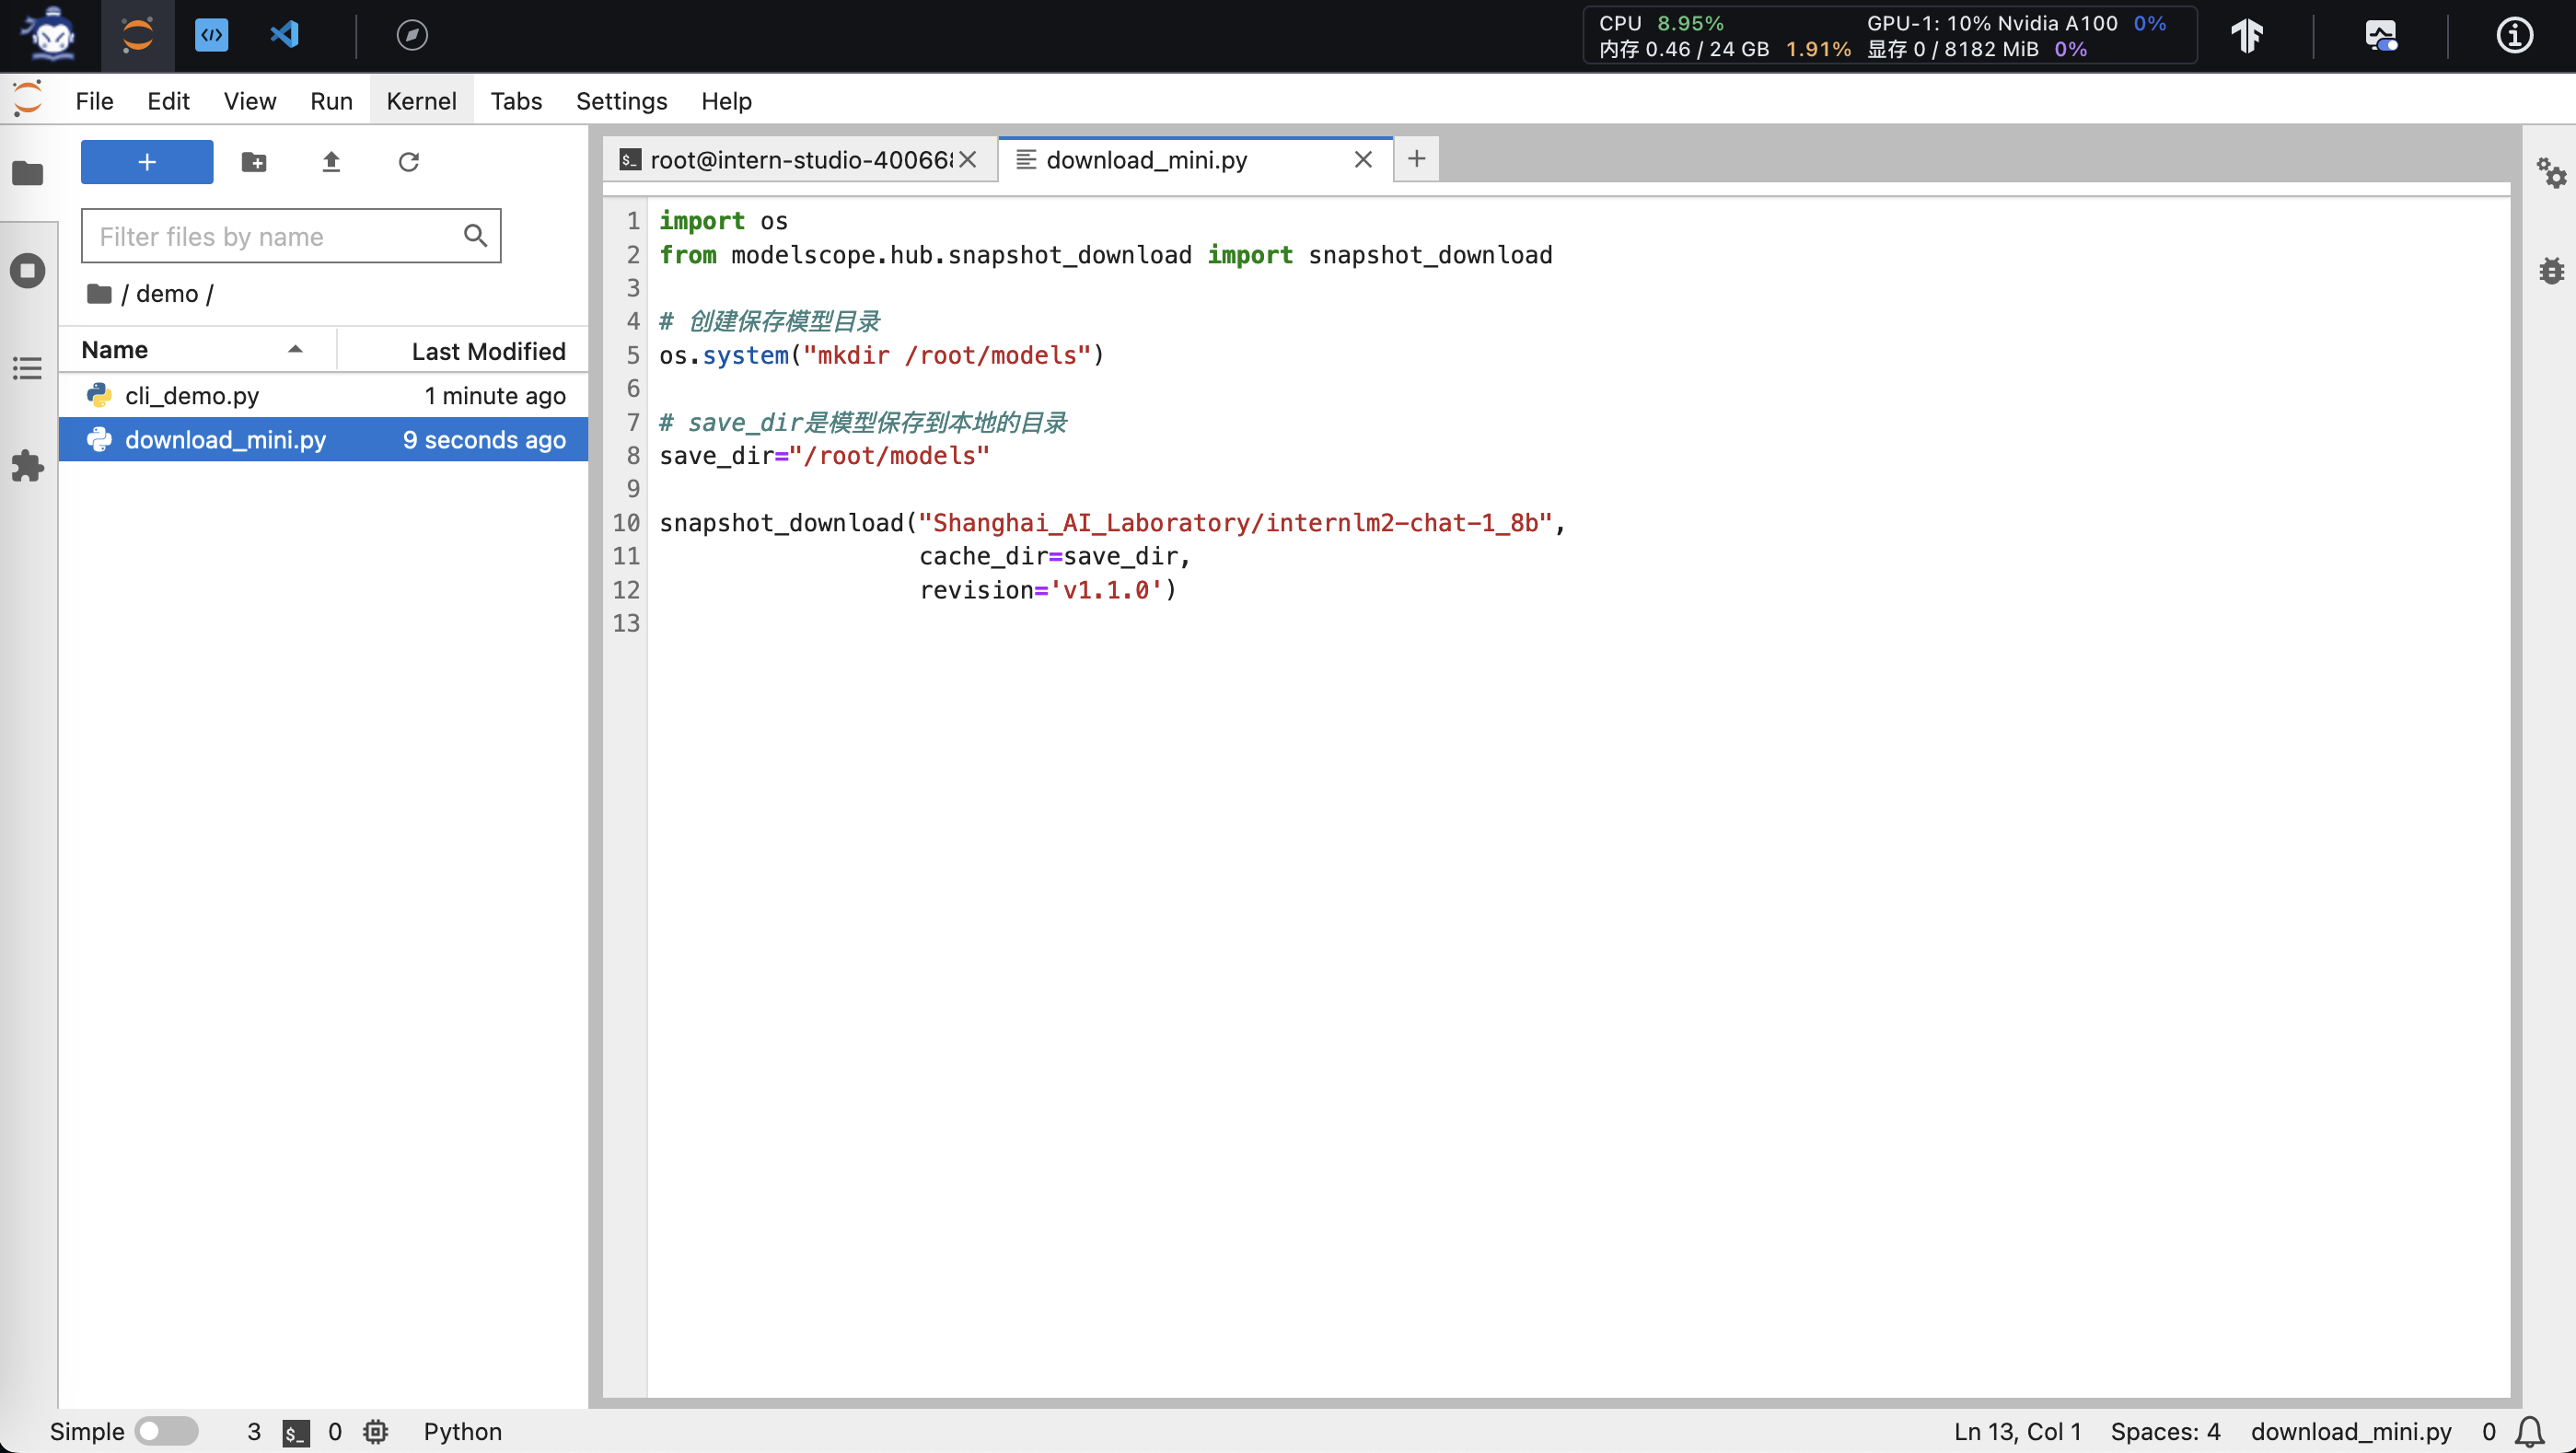 CPU 8.95% GPU-1: 10% Nvidia A100 0%
内存 0.46 / 24 GB 1.91% 显存 0 / 8182 MiB 0%
File Edit View Run Kernel Tabs Settings Help
root@intern-studio-40066
download_mini.py
Filter files by name
/ demo /
Name Last Modified
cli_demo.py 1 minute ago
download_mini.py 9 seconds ago
1 import os
2 from modelscope.hub.snapshot_download import snapshot_download
3
4 # 创建保存模型目录
5 os.system("mkdir /root/models")
6
7 # save_dir是模型保存到本地的目录
8 save_dir="/root/models"
9
10 snapshot_download("Shanghai_AI_Laboratory/internlm2-chat-1_8b",
11 cache_dir=save_dir,
12 revision='v1.1.0')
13
Simple 3 $_ 0 Python Ln 13, Col 1 Spaces: 4 download_mini.py 0